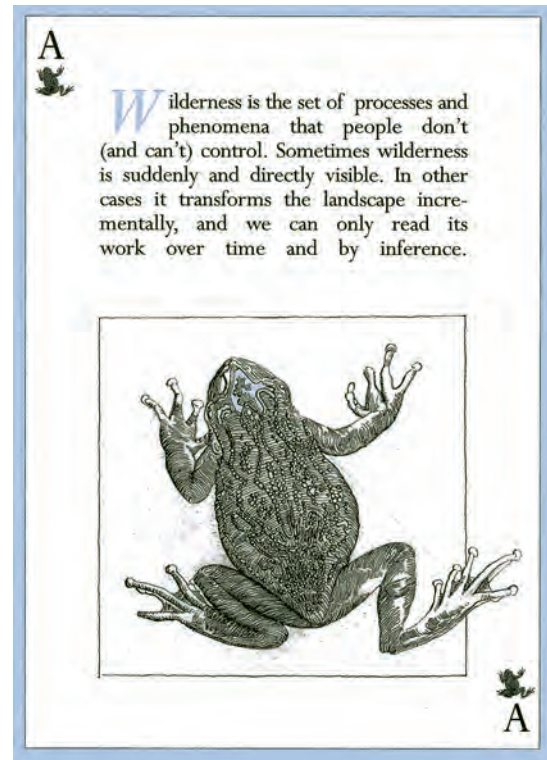 A
Wilderness is the set of processes and
phenomena that people don't
(and can't) control. Sometimes wilderness
is suddenly and directly visible. In other
cases it transforms the landscape incre-
mentally, and we can only read its
work over time and by inference.
A